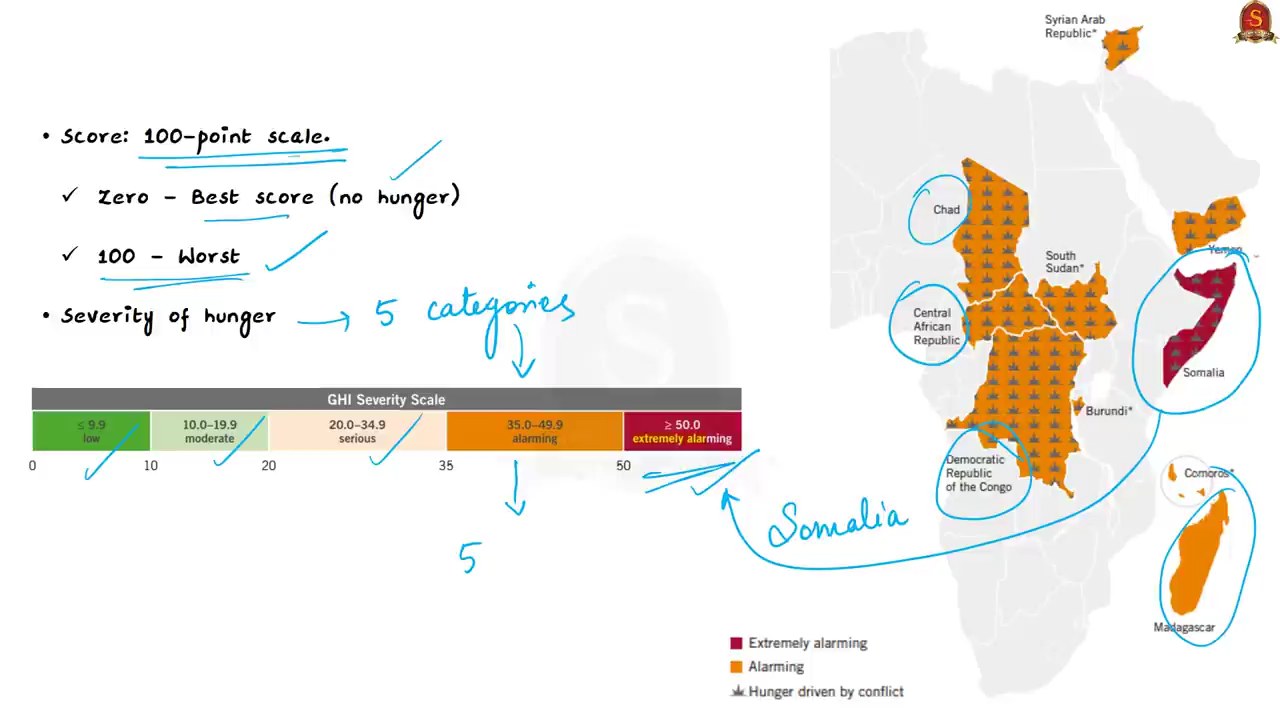 • Score: 100-point scale.
✓ Zero - Best score (no hunger)
✓ 100 - Worst
• Severity of hunger → 5 categories
GHI Severity Scale
≤ 9.9
low
10.0–19.9
moderate
20.0–34.9
serious
35.0–49.9
alarming
≥ 50.0
extremely alarming
0 10 20 35 50
5
Somalia
Syrian Arab
Republic*
Chad
South
Sudan*
Yemen
Central
African
Republic
Somalia
Burundi*
Democratic
Republic
of the Congo
Comoros*
Madagascar
Extremely alarming
Alarming
Hunger driven by conflict
S